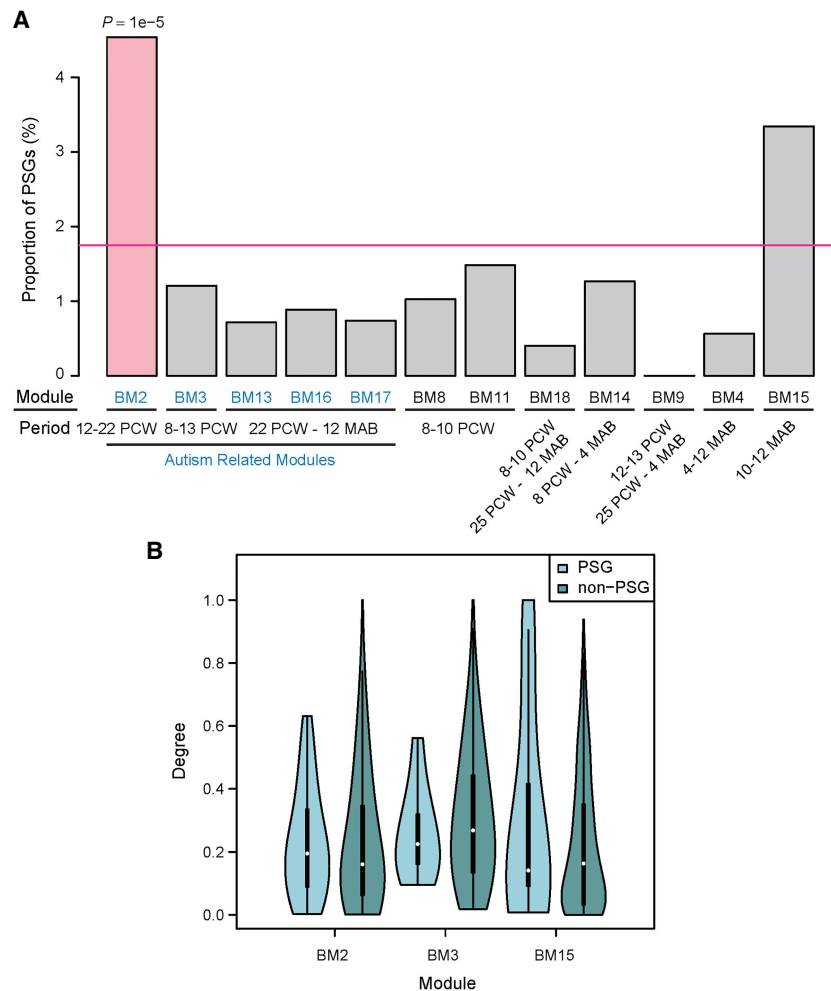 A
P = 1e−5
Proportion of PSGs (%)
4
3
2
1
0
Module BM2 BM3 BM13 BM16 BM17 BM8 BM11 BM18 BM14 BM9 BM4 BM15
Period 12-22 PCW 8-13 PCW 22 PCW - 12 MAB 8-10 PCW
8-10 PCW
25 PCW - 12 MAB
8 PCW - 4 MAB
12-13 PCW
25 PCW - 4 MAB
4-12 MAB
10-12 MAB
Autism Related Modules
B
PSG
non−PSG
Degree
1.0
0.8
0.6
0.4
0.2
0.0
BM2 BM3 BM15
Module